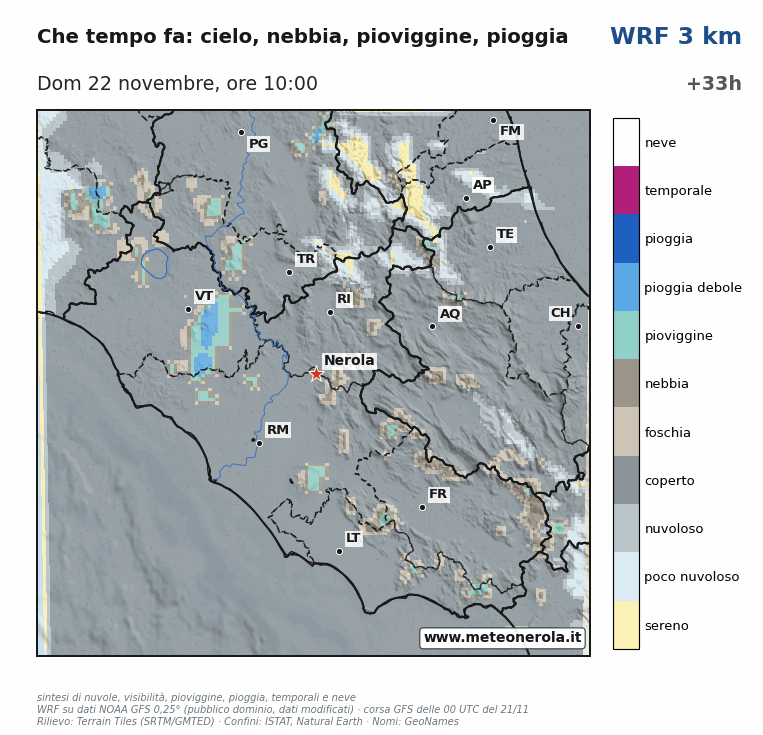 Che tempo fa: cielo, nebbia, pioviggine, pioggia
WRF 3 km
Dom 22 novembre, ore 10:00
+33h
PG
FM
AP
TE
TR
RI
VT
AQ
CH
Nerola
RM
FR
LT
www.meteonerola.it
neve
temporale
pioggia
pioggia debole
pioviggine
nebbia
foschia
coperto
nuvoloso
poco nuvoloso
sereno
sintesi di nuvole, visibilità, pioviggine, pioggia, temporali e neve
WRF su dati NOAA GFS 0,25° (pubblico dominio, dati modificati) · corsa GFS delle 00 UTC del 21/11
Rilievo: Terrain Tiles (SRTM/GMTED) · Confini: ISTAT, Natural Earth · Nomi: GeoNames